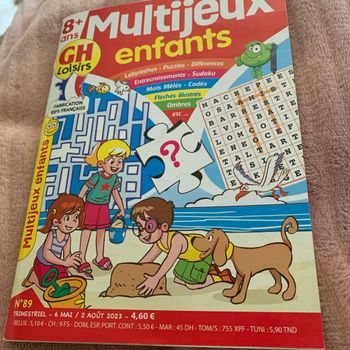 8+
ans
Multijeux
enfants
GH
Loisirs
FABRICATION
100% FRANÇAISE
Labyrinthes - Puzzles - Différences
Entrecroisements - Sudoku
Mots Mêlés - Codés
Fléchés illustrés
Ombres
etc ...
?
Multijeux enfants
N°89
TRIMESTRIEL - 6 MAI / 2 AOÛT 2023 - 4,60 €
BELUX : 5,10 € - CH : 9 FS - DOM, ESP, PORT. CONT : 5,50 € - MAR : 45 DH - TOM/S : 755 XPF - TUNI : 5,90 TND